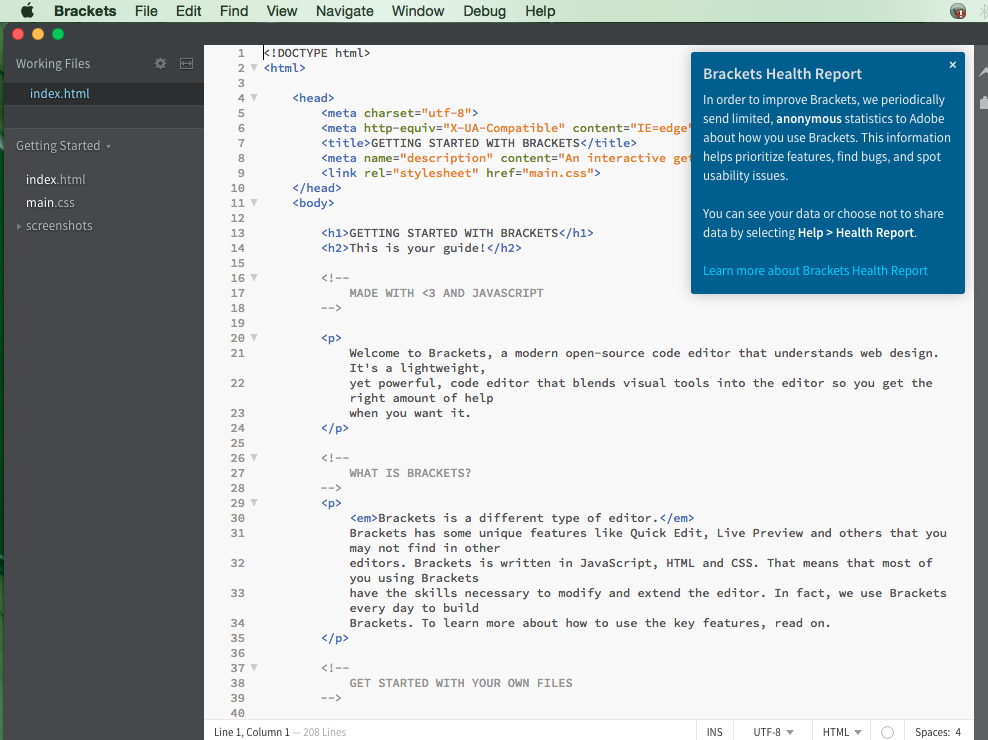 Brackets File Edit Find View Navigate Window Debug Help
Working Files
index.html
Getting Started
index.html
main.css
screenshots
1 <!DOCTYPE html>
2 <html>
3
4 <head>
5 <meta charset="utf-8">
6 <meta http-equiv="X-UA-Compatible" content="IE=edge"
7 <title>GETTING STARTED WITH BRACKETS</title>
8 <meta name="description" content="An interactive get
9 <link rel="stylesheet" href="main.css">
10 </head>
11 <body>
12
13 <h1>GETTING STARTED WITH BRACKETS</h1>
14 <h2>This is your guide!</h2>
15
16 <!--
17 MADE WITH <3 AND JAVASCRIPT
18 -->
19
20 <p>
21 Welcome to Brackets, a modern open-source code editor that understands web design.
It's a lightweight,
22 yet powerful, code editor that blends visual tools into the editor so you get the
right amount of help
23 when you want it.
24 </p>
25
26 <!--
27 WHAT IS BRACKETS?
28 -->
29 <p>
30 <em>Brackets is a different type of editor.</em>
31 Brackets has some unique features like Quick Edit, Live Preview and others that you
may not find in other
32 editors. Brackets is written in JavaScript, HTML and CSS. That means that most of
you using Brackets
33 have the skills necessary to modify and extend the editor. In fact, we use Brackets
every day to build
34 Brackets. To learn more about how to use the key features, read on.
35 </p>
36
37 <!--
38 GET STARTED WITH YOUR OWN FILES
39 -->
40
Brackets Health Report ×
In order to improve Brackets, we periodically
send limited, anonymous statistics to Adobe
about how you use Brackets. This information
helps prioritize features, find bugs, and spot
usability issues.
You can see your data or choose not to share
data by selecting Help > Health Report.
Learn more about Brackets Health Report
Line 1, Column 1 — 208 Lines
INS UTF-8 HTML Spaces: 4